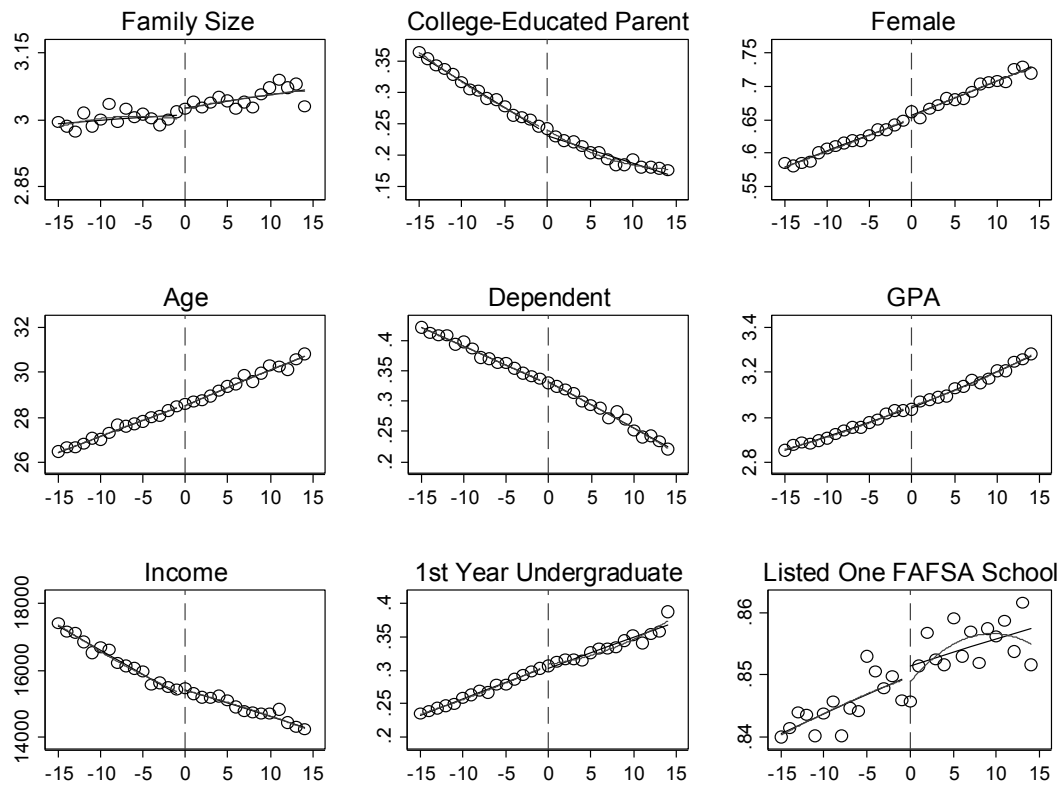 Family Size
3.15
3
2.85
-15 -10 -5 0 5 10 15
College-Educated Parent
.35
.3
.25
.2
.15
-15 -10 -5 0 5 10 15
Female
.75
.7
.65
.6
.55
-15 -10 -5 0 5 10 15
Age
32
30
28
26
-15 -10 -5 0 5 10 15
Dependent
.4
.35
.3
.25
.2
-15 -10 -5 0 5 10 15
GPA
3.4
3.2
3
2.8
-15 -10 -5 0 5 10 15
Income
18000
16000
14000
-15 -10 -5 0 5 10 15
1st Year Undergraduate
.4
.35
.3
.25
.2
-15 -10 -5 0 5 10 15
Listed One FAFSA School
.86
.85
.84
-15 -10 -5 0 5 10 15